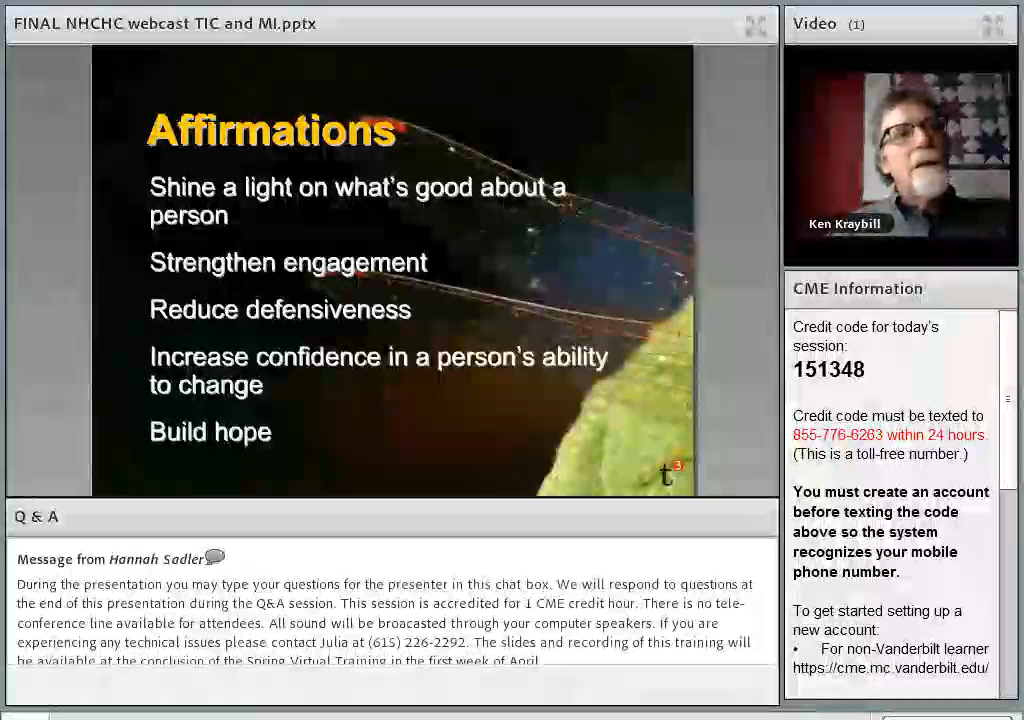 FINAL NHCHC webcast TIC and MI.pptx
Affirmations
Shine a light on what's good about a
person
Strengthen engagement
Reduce defensiveness
Increase confidence in a person's ability
to change
Build hope
t3
Q & A
Message from Hannah Sadler
During the presentation you may type your questions for the presenter in this chat box. We will respond to questions at
the end of this presentation during the Q&A session. This session is accredited for 1 CME credit hour. There is no tele-
conference line available for attendees. All sound will be broacasted through your computer speakers. If you are
experiencing any technical issues please contact Julia at (615) 226-2292. The slides and recording of this training will
be available at the conclusion of the Spring Virtual Training in the first week of April.
Video (1)
Ken Kraybill
CME Information
Credit code for today's
session:
151348
Credit code must be texted to
855-776-6263 within 24 hours.
(This is a toll-free number.)
You must create an account
before texting the code
above so the system
recognizes your mobile
phone number.
To get started setting up a
new account:
• For non-Vanderbilt learner
https://cme.mc.vanderbilt.edu/